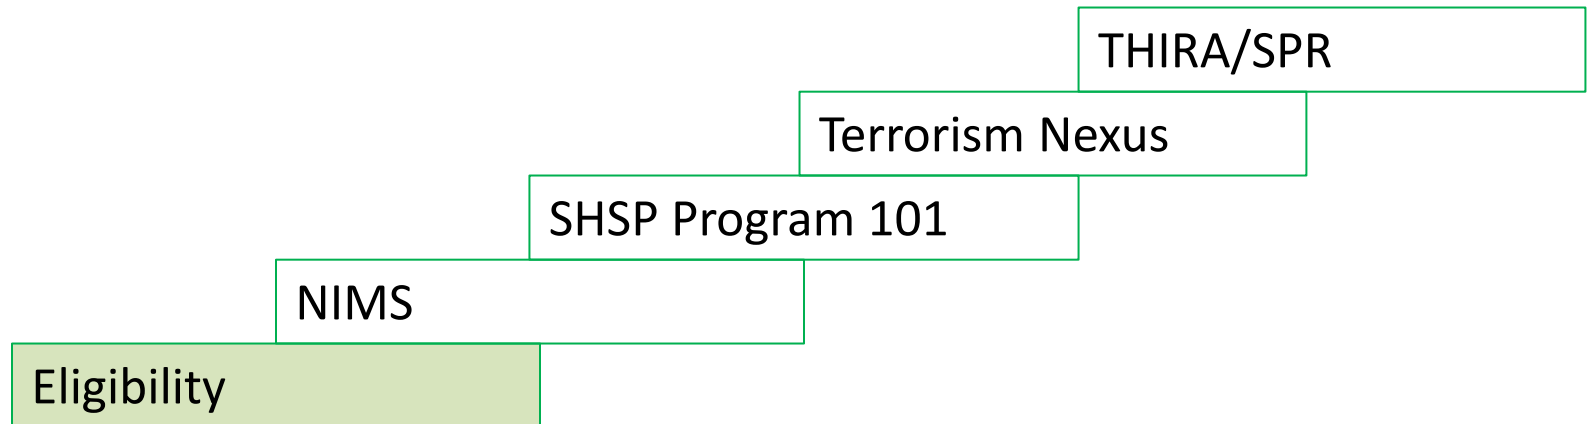 THIRA/SPR
Terrorism Nexus
SHSP Program 101
NIMS
Eligibility